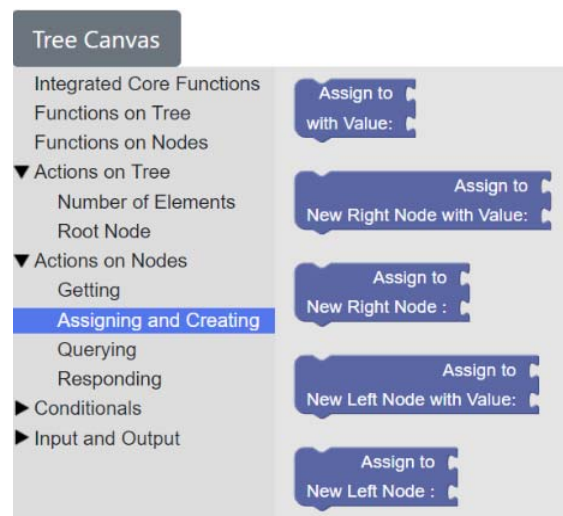 Tree Canvas
Integrated Core Functions
Functions on Tree
Functions on Nodes
▼ Actions on Tree
Number of Elements
Root Node
▼ Actions on Nodes
Getting
Assigning and Creating
Querying
Responding
▶ Conditionals
▶ Input and Output
Assign to
with Value:
Assign to
New Right Node with Value:
Assign to
New Right Node :
Assign to
New Left Node with Value:
Assign to
New Left Node :